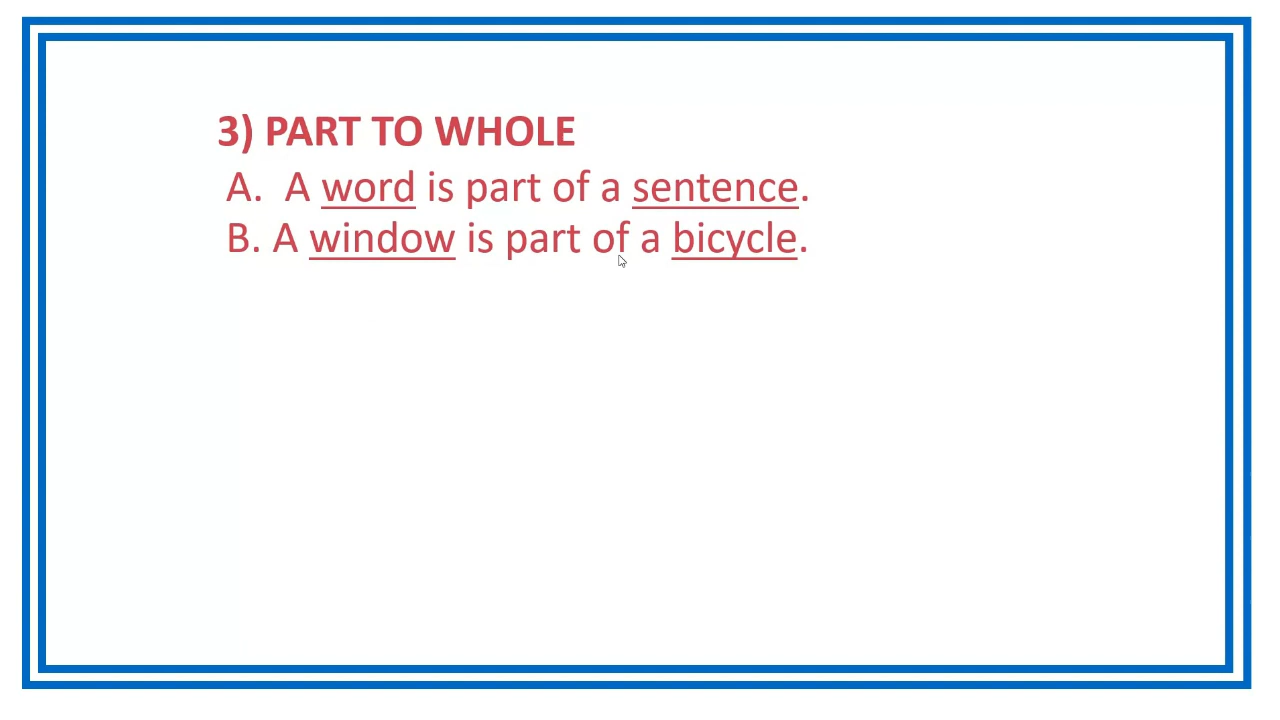 3) PART TO WHOLE
A. A word is part of a sentence.
B. A window is part of a bicycle.